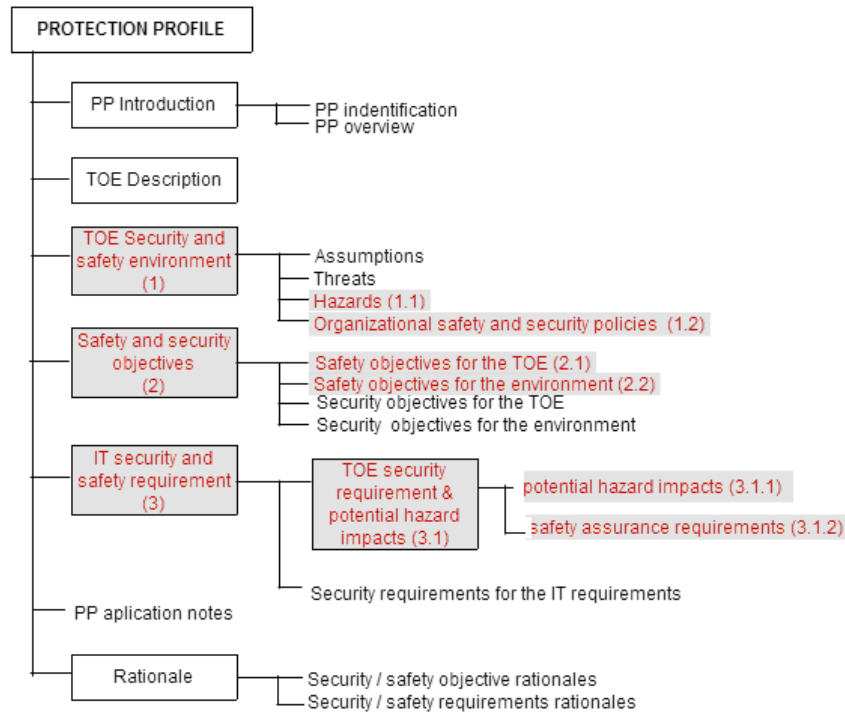 PROTECTION PROFILE
PP Introduction
PP indentification
PP overview
TOE Description
TOE Security and
safety environment
(1)
Assumptions
Threats
Hazards (1.1)
Organizational safety and security policies (1.2)
Safety and security
objectives
(2)
Safety objectives for the TOE (2.1)
Safety objectives for the environment (2.2)
Security objectives for the TOE
Security objectives for the environment
IT security and
safety requirement
(3)
TOE security
requirement &
potential hazard
impacts (3.1)
potential hazard impacts (3.1.1)
safety assurance requirements (3.1.2)
Security requirements for the IT requirements
PP aplication notes
Rationale
Security / safety objective rationales
Security / safety requirements rationales